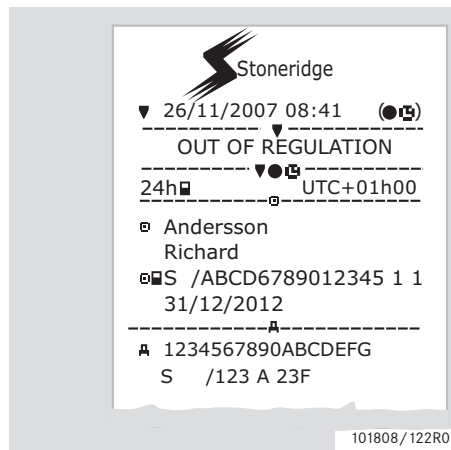 Stoneridge
▼ 26/11/2007 08:41 (●)
OUT OF REGULATION
24h UTC+01h00
Andersson
Richard
S /ABCD6789012345 1 1
31/12/2012
1234567890ABCDEFG
S /123 A 23F
101808/122R0